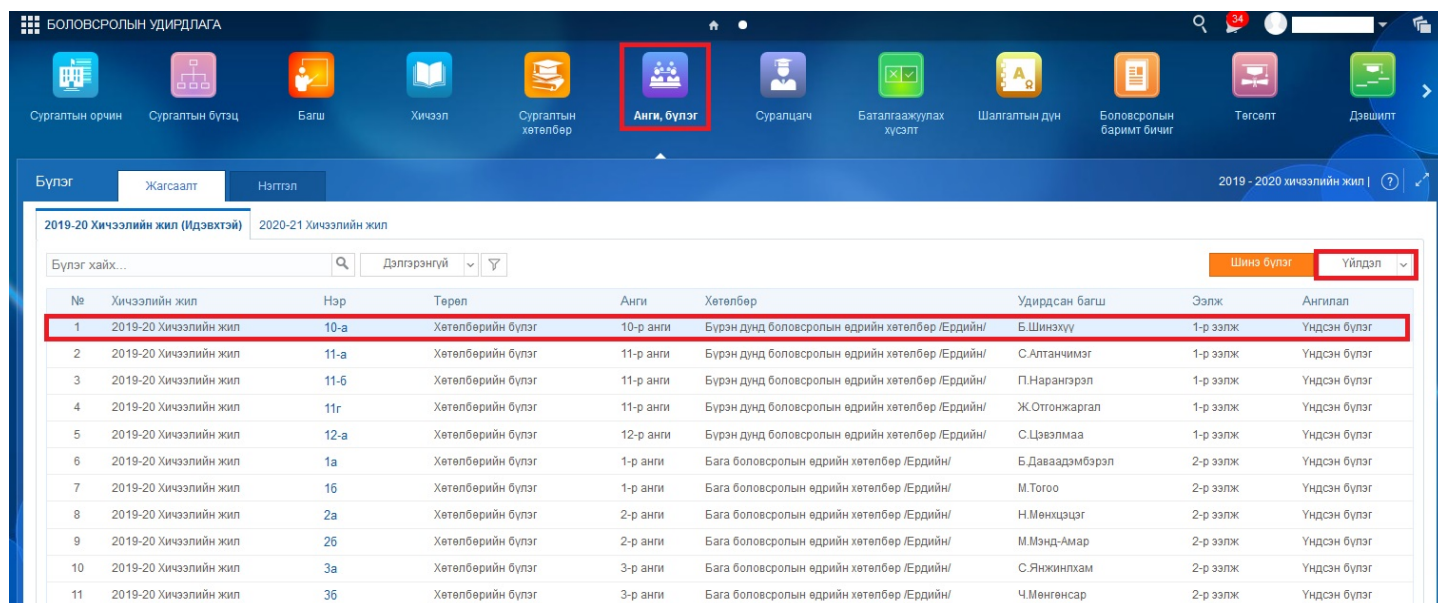 БОЛОВСРОЛЫН УДИРДЛАГА 34
Сургалтын орчин Сургалтын бүтэц Багш Хичээл Сургалтын хөтөлбөр Анги, бүлэг Суралцагч Баталгаажуулах хүсэлт Шалгалтын дүн Боловсролын баримт бичиг Төгсөлт Дэвшилт
Бүлэг Жагсаалт Нэгтгэл 2019 - 2020 хичээлийн жил | ?
2019-20 Хичээлийн жил (Идэвхтэй) 2020-21 Хичээлийн жил
Бүлэг хайх... Дэлгэрэнгүй Шинэ бүлэг Үйлдэл
№ Хичээлийн жил Нэр Төрөл Анги Хөтөлбөр Удирдсан багш Ээлж Ангилал
1 2019-20 Хичээлийн жил 10-а Хөтөлбөрийн бүлэг 10-р анги Бүрэн дунд боловсролын өдрийн хөтөлбөр /Ердийн/ Б.Шинэхүү 1-р ээлж Үндсэн бүлэг
2 2019-20 Хичээлийн жил 11-а Хөтөлбөрийн бүлэг 11-р анги Бүрэн дунд боловсролын өдрийн хөтөлбөр /Ердийн/ С.Алтанчимэг 1-р ээлж Үндсэн бүлэг
3 2019-20 Хичээлийн жил 11-б Хөтөлбөрийн бүлэг 11-р анги Бүрэн дунд боловсролын өдрийн хөтөлбөр /Ердийн/ П.Нарангэрэл 1-р ээлж Үндсэн бүлэг
4 2019-20 Хичээлийн жил 11г Хөтөлбөрийн бүлэг 11-р анги Бүрэн дунд боловсролын өдрийн хөтөлбөр /Ердийн/ Ж.Отгонжаргал 1-р ээлж Үндсэн бүлэг
5 2019-20 Хичээлийн жил 12-а Хөтөлбөрийн бүлэг 12-р анги Бүрэн дунд боловсролын өдрийн хөтөлбөр /Ердийн/ С.Цэвэлмаа 1-р ээлж Үндсэн бүлэг
6 2019-20 Хичээлийн жил 1а Хөтөлбөрийн бүлэг 1-р анги Бага боловсролын өдрийн хөтөлбөр /Ердийн/ Б.Даваадэмбэрэл 2-р ээлж Үндсэн бүлэг
7 2019-20 Хичээлийн жил 1б Хөтөлбөрийн бүлэг 1-р анги Бага боловсролын өдрийн хөтөлбөр /Ердийн/ М.Тогоо 2-р ээлж Үндсэн бүлэг
8 2019-20 Хичээлийн жил 2а Хөтөлбөрийн бүлэг 2-р анги Бага боловсролын өдрийн хөтөлбөр /Ердийн/ Н.Мөнхцэцэг 2-р ээлж Үндсэн бүлэг
9 2019-20 Хичээлийн жил 2б Хөтөлбөрийн бүлэг 2-р анги Бага боловсролын өдрийн хөтөлбөр /Ердийн/ М.Мэнд-Амар 2-р ээлж Үндсэн бүлэг
10 2019-20 Хичээлийн жил 3а Хөтөлбөрийн бүлэг 3-р анги Бага боловсролын өдрийн хөтөлбөр /Ердийн/ С.Янжинлхам 2-р ээлж Үндсэн бүлэг
11 2019-20 Хичээлийн жил 3б Хөтөлбөрийн бүлэг 3-р анги Бага боловсролын өдрийн хөтөлбөр /Ердийн/ Ч.Мөнгөнсар 2-р ээлж Үндсэн бүлэг